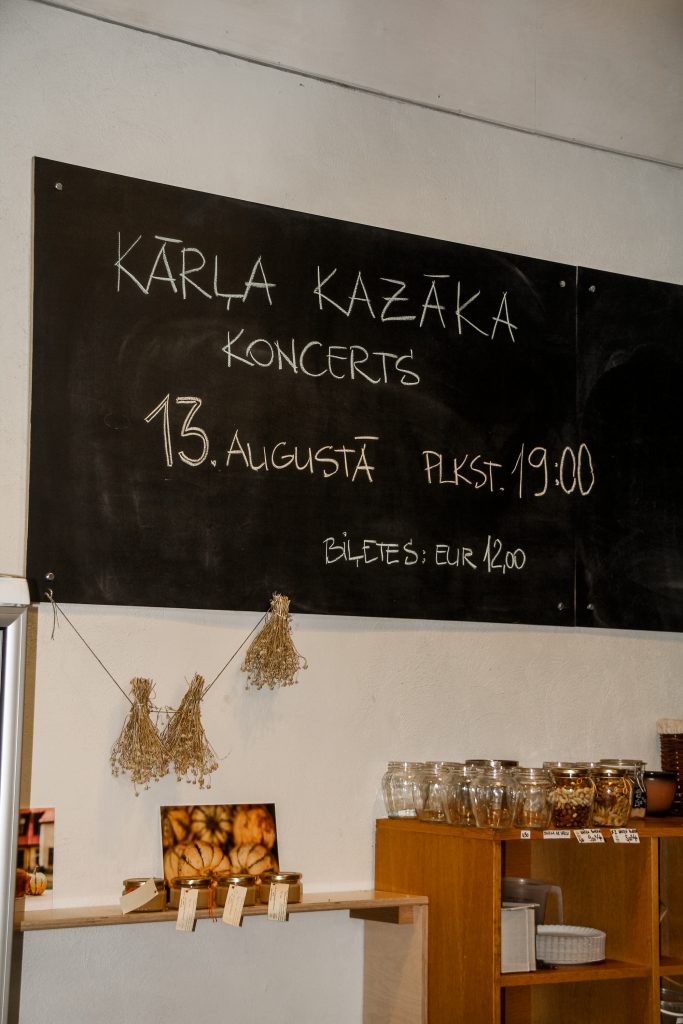 KĀRĻA KAZĀKA
KONCERTS
13. AUGUSTĀ PLKST. 19:00
BIĻETES: EUR 12,00